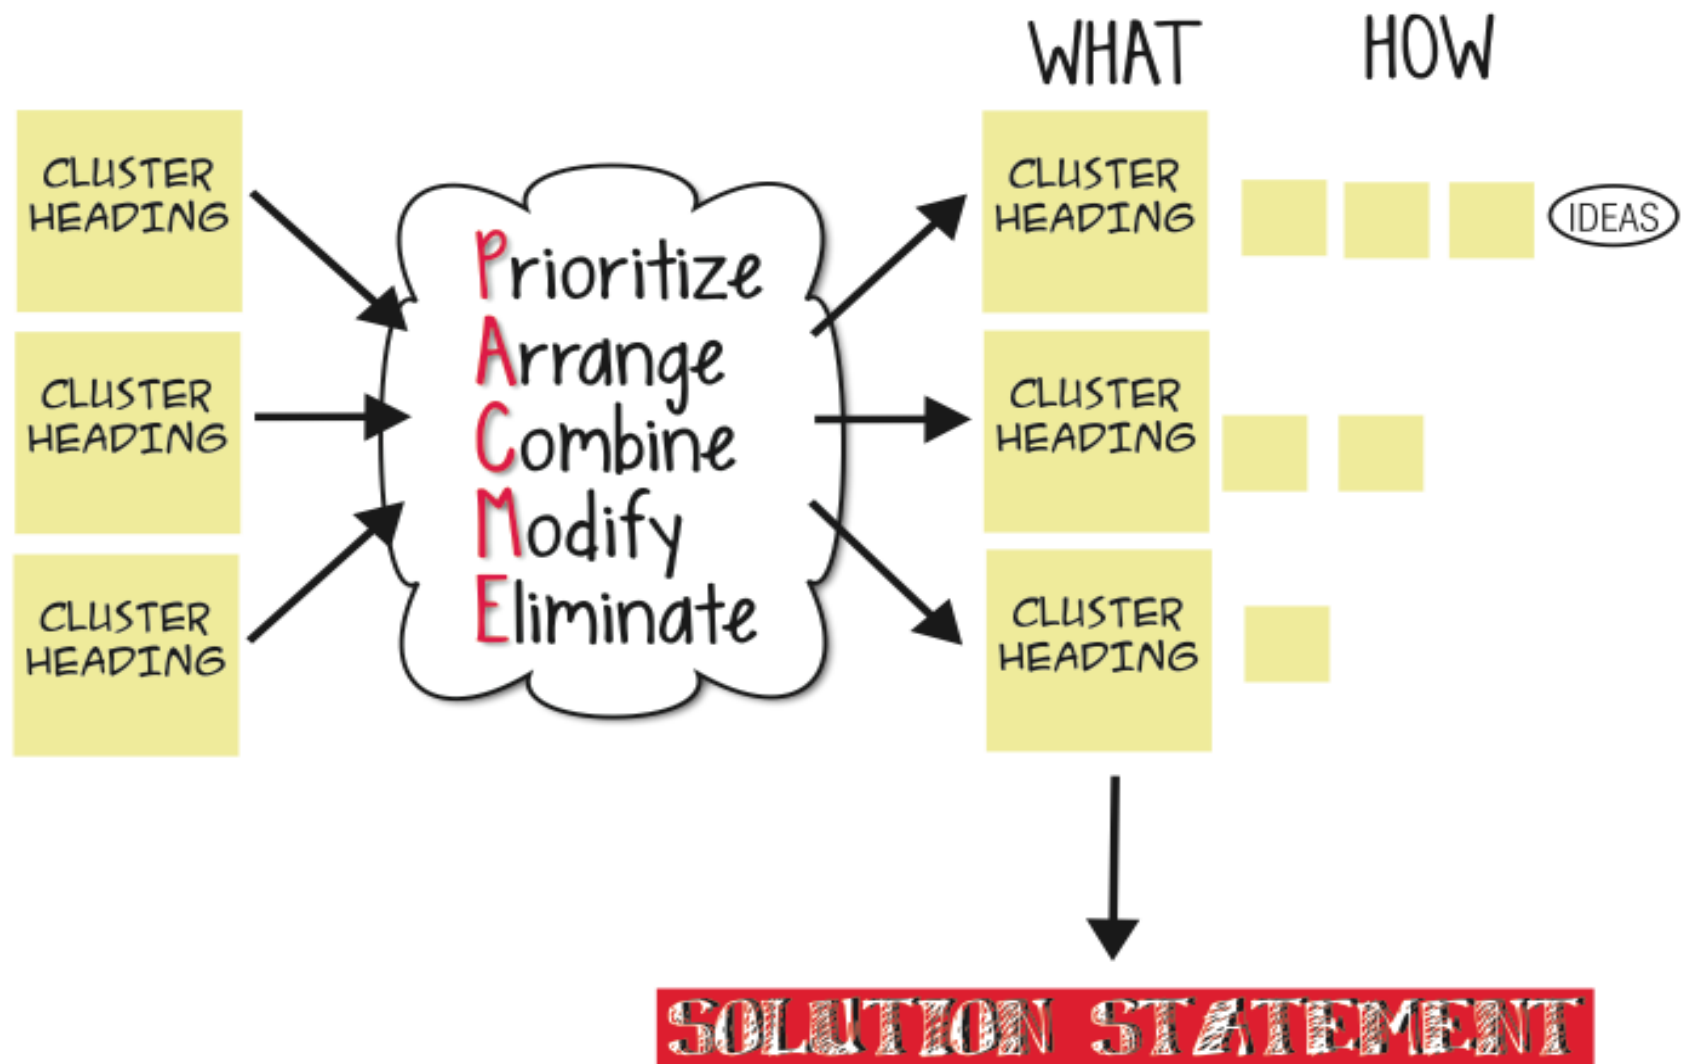 WHAT
HOW
CLUSTER
HEADING
CLUSTER
HEADING
CLUSTER
HEADING
Prioritize
Arrange
Combine
Modify
Eliminate
CLUSTER
HEADING
IDEAS
CLUSTER
HEADING
CLUSTER
HEADING
SOLUTION STATEMENT